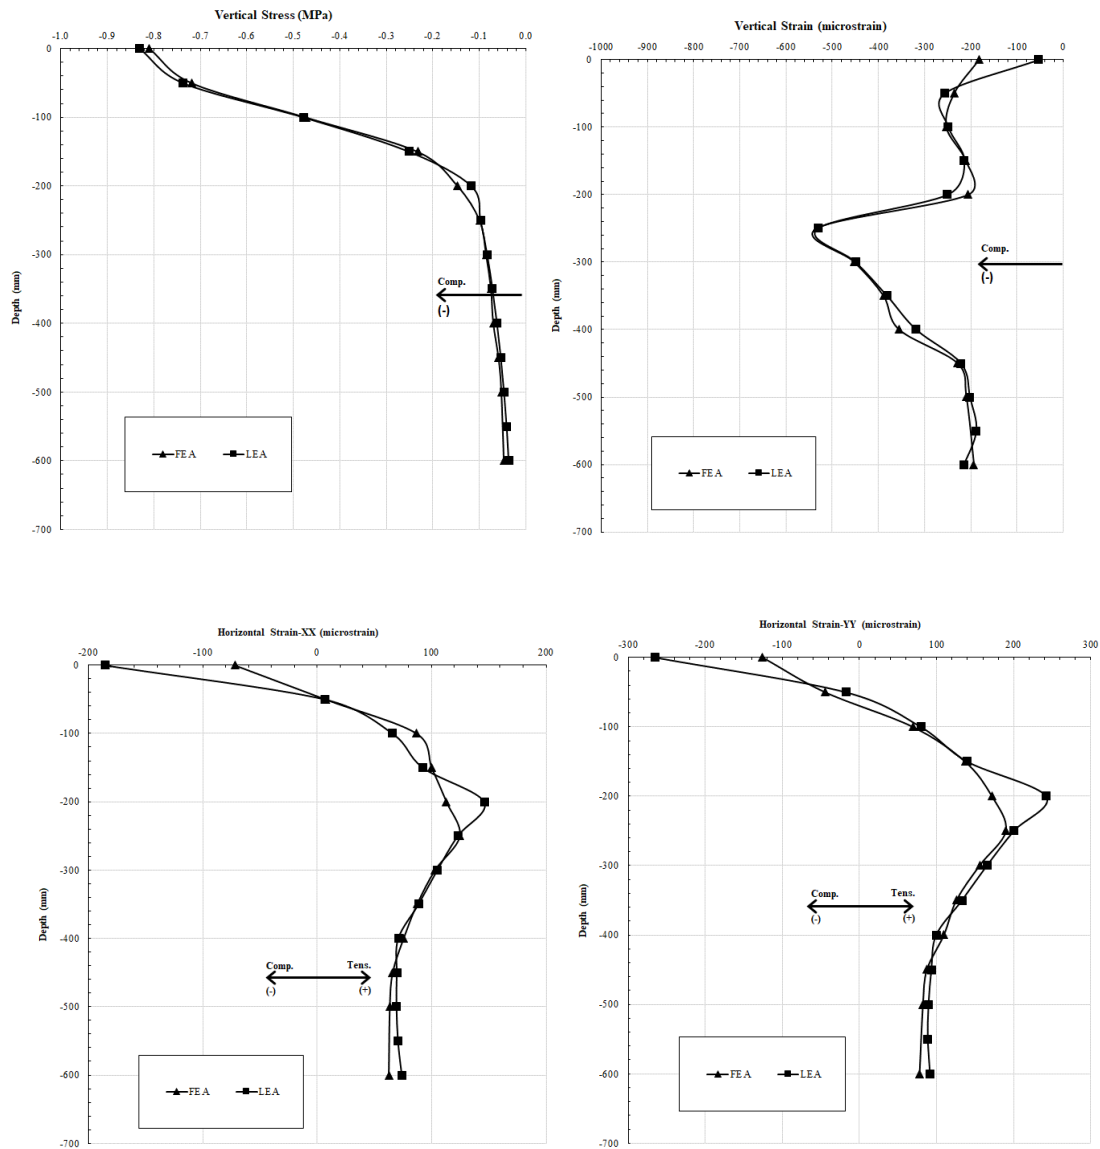 Vertical Stress (MPa)
-1.0 -0.9 -0.8 -0.7 -0.6 -0.5 -0.4 -0.3 -0.2 -0.1 0.0
0
-100
-200
-300
-400
-500
-600
-700
Depth (mm)
Comp.
(-)
FEA LEA
Vertical Strain (microstrain)
-1000 -900 -800 -700 -600 -500 -400 -300 -200 -100 0
0
-100
-200
-300
-400
-500
-600
-700
Depth (mm)
Comp.
(-)
FEA LEA
Horizontal Strain-XX (microstrain)
-200 -100 0 100 200
0
-100
-200
-300
-400
-500
-600
-700
Depth (mm)
Comp. Tens.
(-) (+)
FEA LEA
Horizontal Strain-YY (microstrain)
-300 -200 -100 0 100 200 300
0
-100
-200
-300
-400
-500
-600
-700
Depth (mm)
Comp. Tens.
(-) (+)
FEA LEA